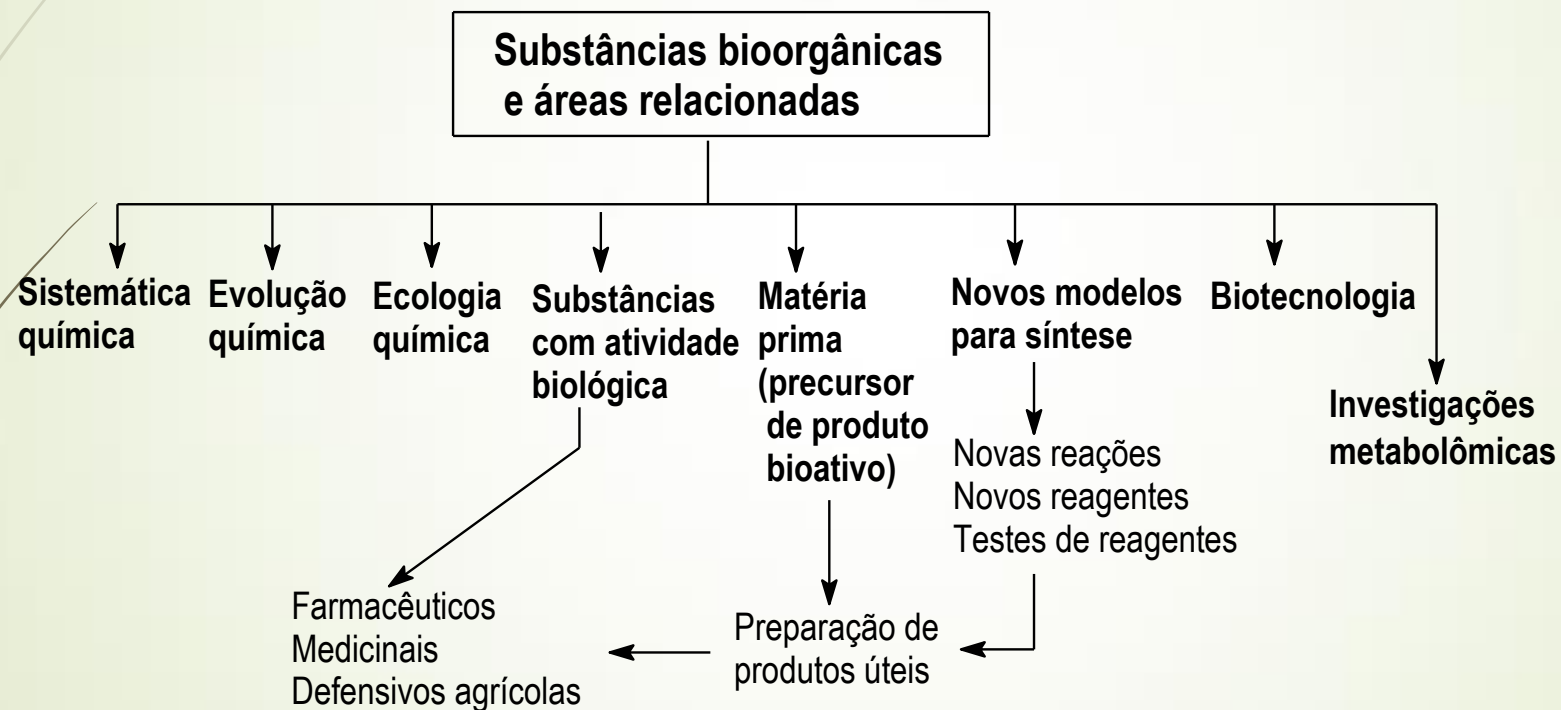 Substâncias bioorgânicas
e áreas relacionadas
Sistemática
química
Evolução
química
Ecologia
química
Substâncias
com atividade
biológica
Matéria
prima
(precursor
de produto
bioativo)
Novos modelos
para síntese
Biotecnologia
Investigações
metabolômicas
Novas reações
Novos reagentes
Testes de reagentes
Farmacêuticos
Medicinais
Defensivos agrícolas
Preparação de
produtos úteis